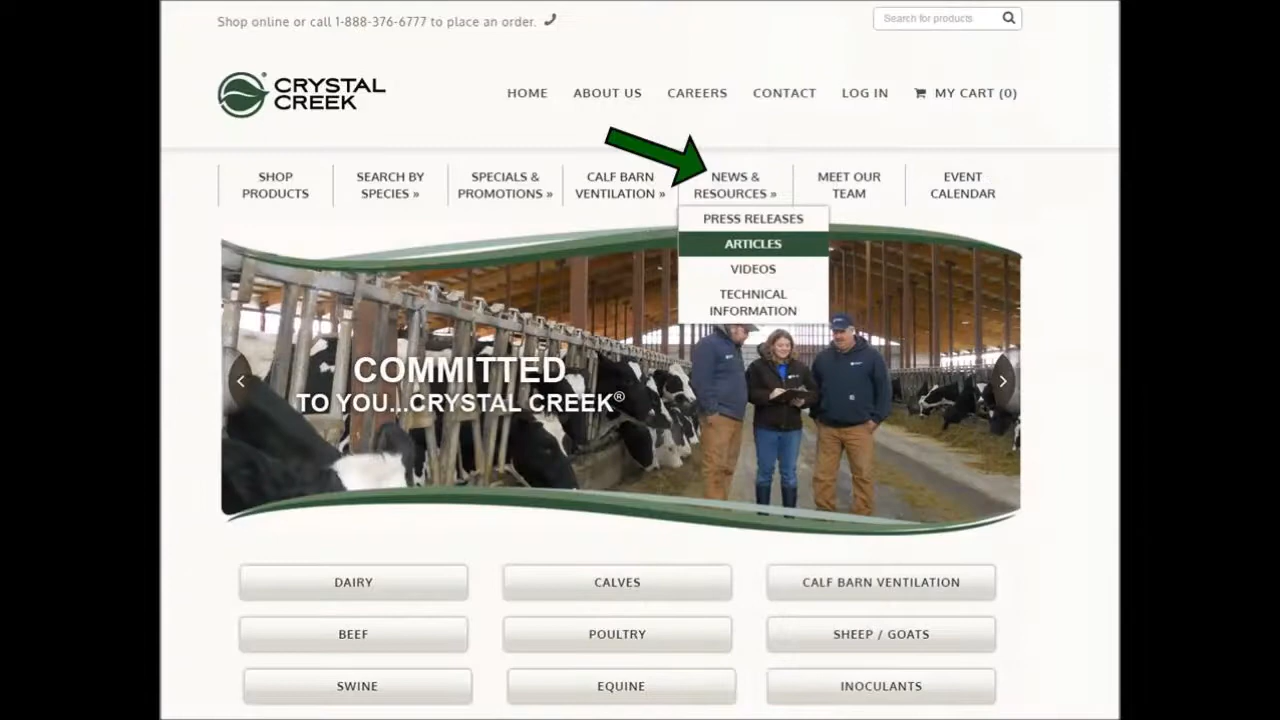 Shop online or call 1-888-376-6777 to place an order.
Search for products
CRYSTAL
CREEK®
HOME
ABOUT US
CAREERS
CONTACT
LOG IN
MY CART (0)
SHOP
PRODUCTS
SEARCH BY
SPECIES »
SPECIALS &
PROMOTIONS »
CALF BARN
VENTILATION »
NEWS &
RESOURCES »
MEET OUR
TEAM
EVENT
CALENDAR
PRESS RELEASES
ARTICLES
VIDEOS
TECHNICAL
INFORMATION
COMMITTED
TO YOU...CRYSTAL CREEK®
DAIRY
CALVES
CALF BARN VENTILATION
BEEF
POULTRY
SHEEP / GOATS
SWINE
EQUINE
INOCULANTS